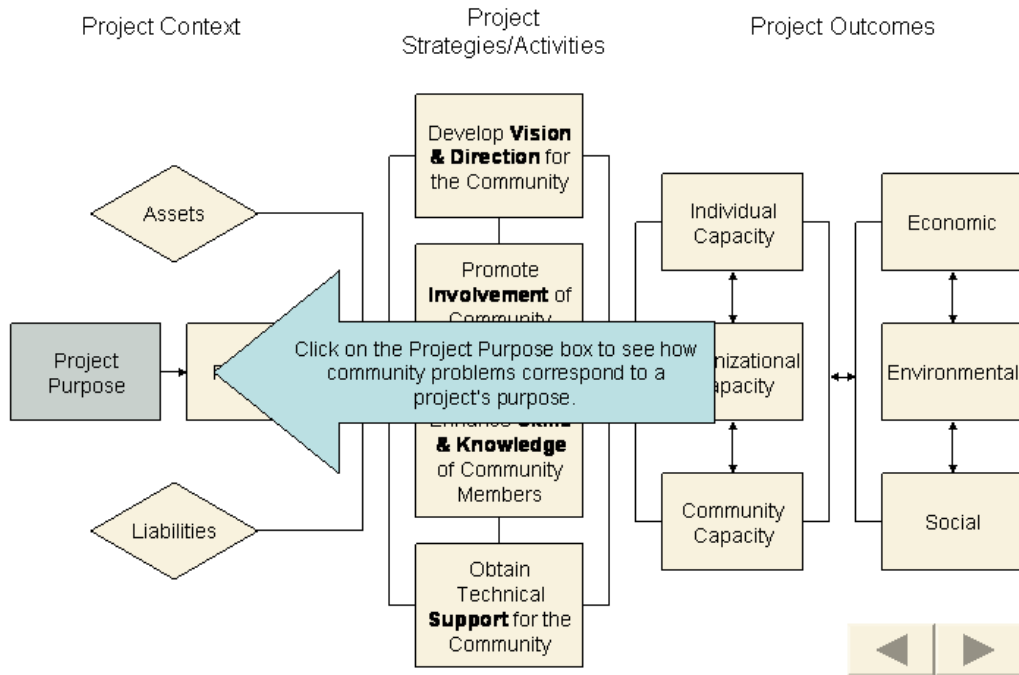 Project Context
Project
Strategies/Activities
Project Outcomes
Assets
Project
Purpose
Liabilities
Develop Vision
& Direction for
the Community
Promote
Involvement of
Community
Click on the Project Purpose box to see how
community problems correspond to a
project's purpose.
& Knowledge
of Community
Members
Obtain
Technical
Support for the
Community
Individual
Capacity
Community
Capacity
Economic
Environmental
Social